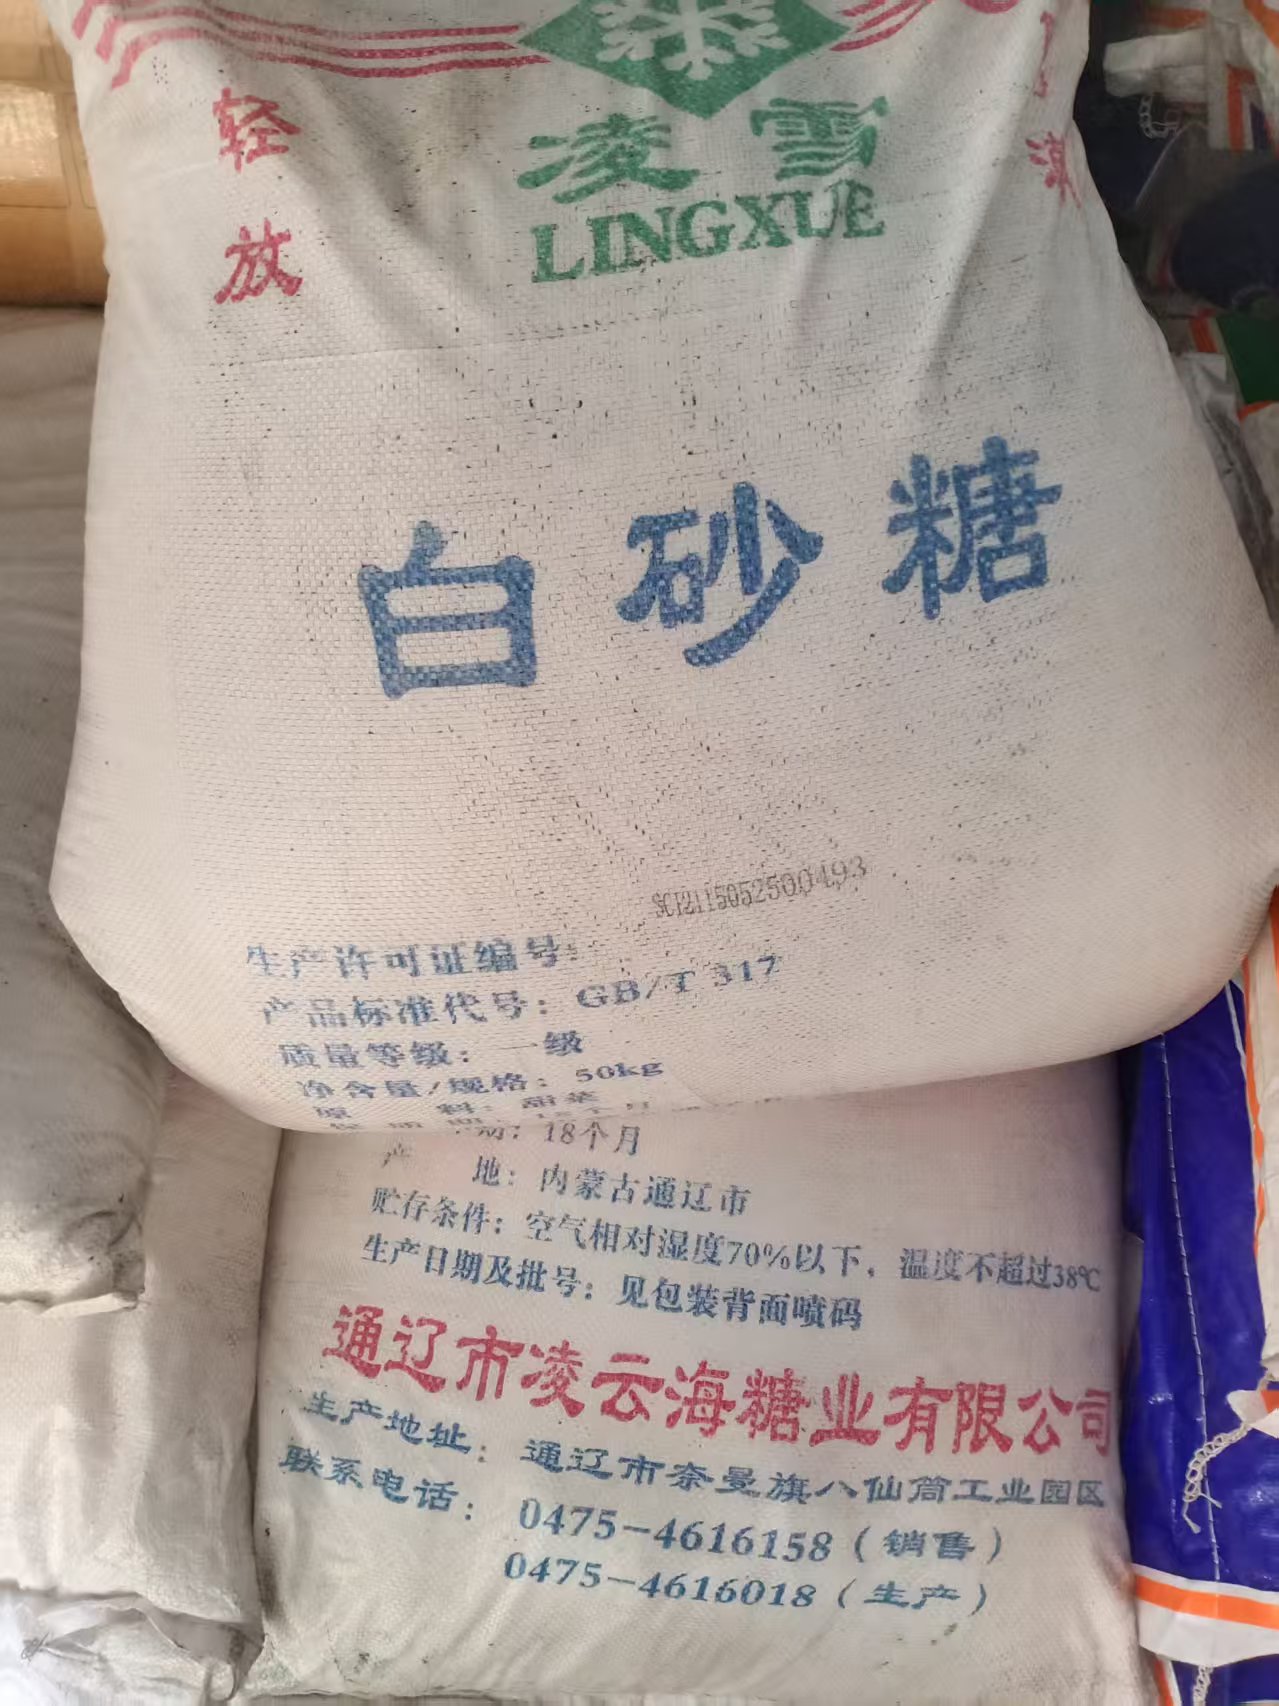 轻放
凌雪
LINGXUE
白砂糖
SC12115052500493
生产许可证编号:
产品标准代号: GB/T 317
质量等级: 一级
净含量/规格: 50kg
原 料: 甜菜
期: 18个月
产 地: 内蒙古通辽市
贮存条件: 空气相对湿度70%以下, 温度不超过38℃
生产日期及批号: 见包装背面喷码
通辽市凌云海糖业有限公司
生产地址: 通辽市奈曼旗八仙筒工业园区
联系电话: 0475-4616158 (销售)
0475-4616018 (生产)